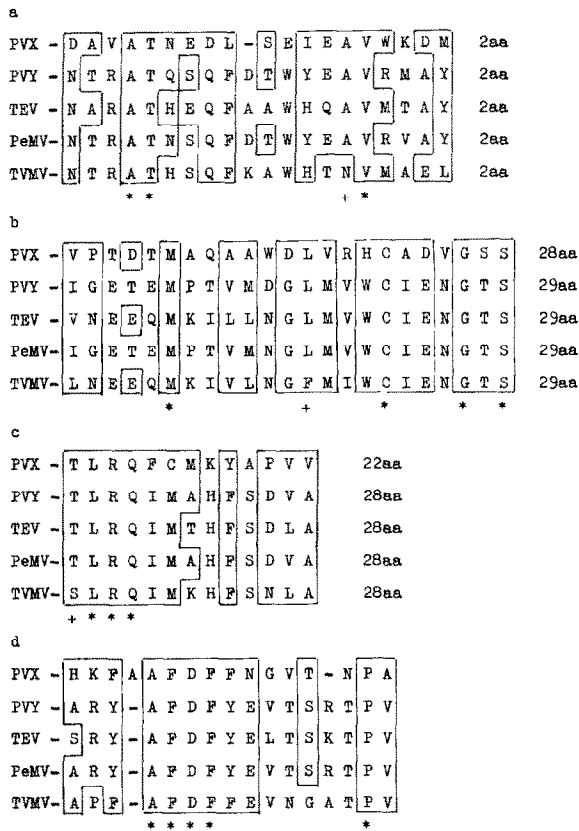 a
PVX - D A V A T N E D L - S E I E A V W K D M 2aa
PVY - N T R A T Q S Q F D T W Y E A V R M A Y 2aa
TEV - N A R A T H E Q F A A W H Q A V M T A Y 2aa
PeMV- N T R A T N S Q F D T W Y E A V R V A Y 2aa
TVMV- N T R A T H S Q F K A W H T N V M A E L 2aa
* * + *
b
PVX - V P T D T M A Q A A W D L V R H C A D V G S S 28aa
PVY - I G E T E M P T V M D G L M V W C I E N G T S 29aa
TEV - V N E E Q M K I L L N G L M V W C I E N G T S 29aa
PeMV- I G E T E M P T V M N G L M V W C I E N G T S 29aa
TVMV- L N E E Q M K I V L N G F M I W C I E N G T S 29aa
* + * * *
c
PVX - T L R Q F C M K Y A P V V 22aa
PVY - T L R Q I M A H F S D V A 28aa
TEV - T L R Q I M T H F S D L A 28aa
PeMV- T L R Q I M A H F S D V A 28aa
TVMV- S L R Q I M K H F S N L A 28aa
+ * * *
d
PVX - H K F A A F D F F N G V T - N P A
PVY - A R Y - A F D F Y E V T S R T P V
TEV - S R Y - A F D F Y E L T S K T P V
PeMV- A R Y - A F D F Y E V T S R T P V
TVMV- A P F - A F D F F E V N G A T P V
* * * * *